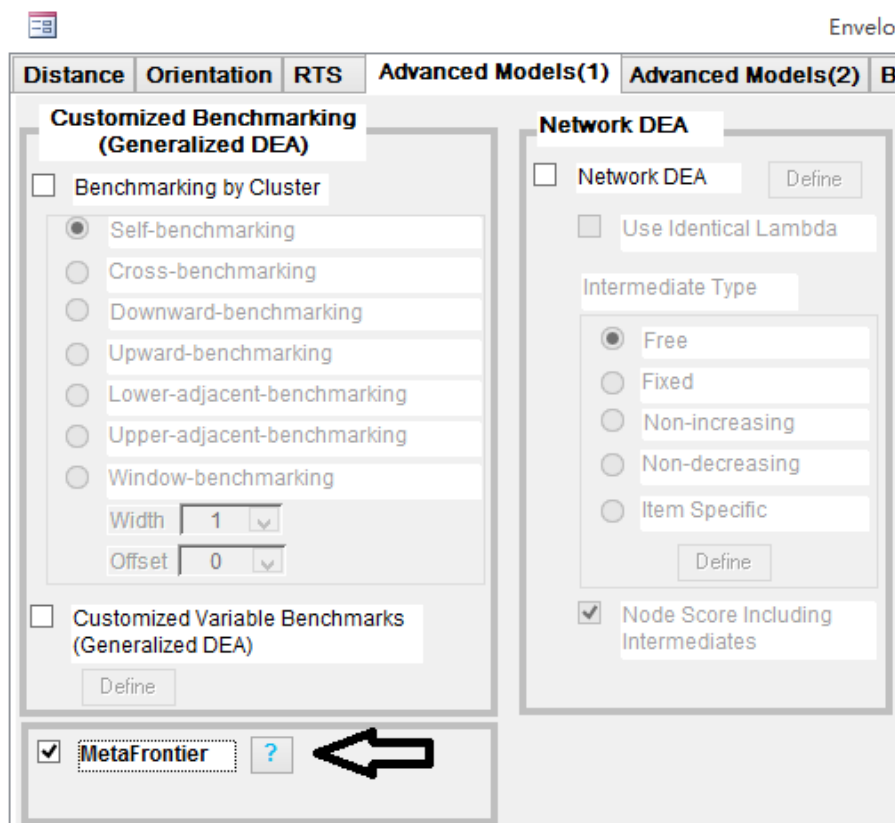 Envelo
Distance Orientation RTS Advanced Models(1) Advanced Models(2) B
Customized Benchmarking
(Generalized DEA)
Benchmarking by Cluster
Self-benchmarking
Cross-benchmarking
Downward-benchmarking
Upward-benchmarking
Lower-adjacent-benchmarking
Upper-adjacent-benchmarking
Window-benchmarking
Width 1
Offset 0
Customized Variable Benchmarks
(Generalized DEA)
Define
MetaFrontier ?
Network DEA
Network DEA Define
Use Identical Lambda
Intermediate Type
Free
Fixed
Non-increasing
Non-decreasing
Item Specific
Define
Node Score Including
Intermediates